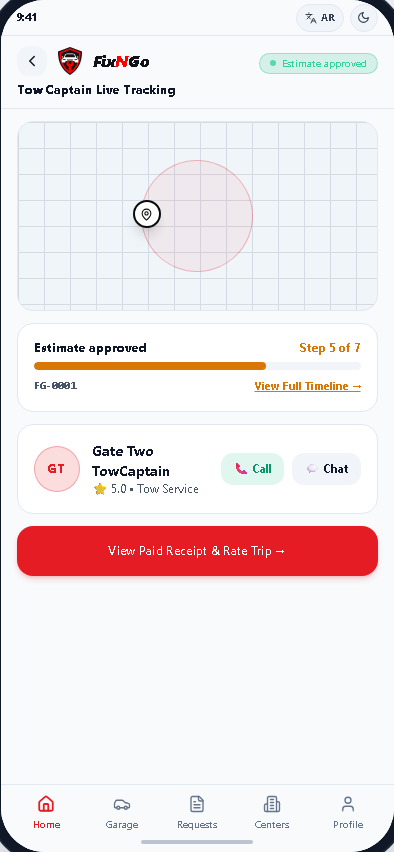 9:41
AR
FixNGo
Estimate approved
Tow Captain Live Tracking
Estimate approved
Step 5 of 7
FG-0001
View Full Timeline →
GT
Gate Two
TowCaptain
⭐ 5.0 • Tow Service
📞 Call
💬 Chat
View Paid Receipt & Rate Trip →
Home
Garage
Requests
Centers
Profile